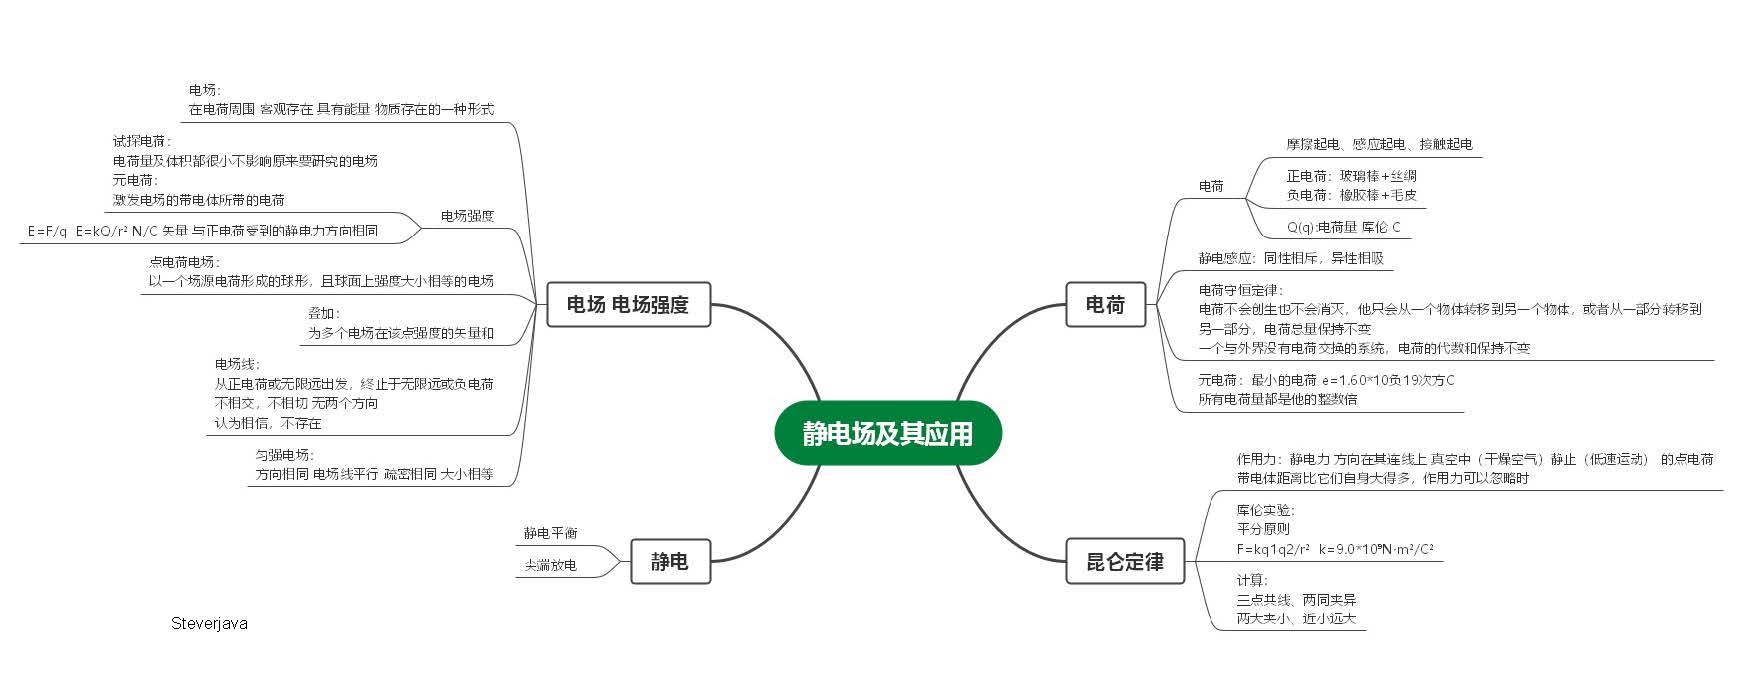 静电场及其应用
电荷
电荷
摩擦起电、感应起电、接触起电
正电荷：玻璃棒+丝绸
负电荷：橡胶棒+毛皮
Q(q):电荷量 库伦 C
静电感应：同性相斥，异性相吸
电荷守恒定律：
电荷不会创生也不会消灭，他只会从一个物体转移到另一个物体，或者从一部分转移到
另一部分，电荷总量保持不变
一个与外界没有电荷交换的系统，电荷的代数和保持不变
元电荷：最小的电荷 e=1.60*10负19次方C
所有电荷量都是他的整数倍
昆仑定律
作用力：静电力 方向在其连线上 真空中（干燥空气）静止（低速运动） 的点电荷
带电体距离比它们自身大得多，作用力可以忽略时
库伦实验：
平分原则
F=kq1q2/r² k=9.0*10⁹N·m²/C²
计算：
三点共线、两同夹异
两大夹小、近小远大
电场 电场强度
电场：
在电荷周围 客观存在 具有能量 物质存在的一种形式
电场强度
试探电荷：
电荷量及体积都很小不影响原来要研究的电场
元电荷：
激发电场的带电体所带的电荷
E=F/q E=kQ/r² N/C 矢量 与正电荷受到的静电力方向相同
点电荷电场：
以一个场源电荷形成的球形，且球面上强度大小相等的电场
叠加：
为多个电场在该点强度的矢量和
电场线：
从正电荷或无限远出发，终止于无限远或负电荷
不相交，不相切 无两个方向
认为相信，不存在
匀强电场：
方向相同 电场线平行 疏密相同 大小相等
静电
静电平衡
尖端放电
Steverjava